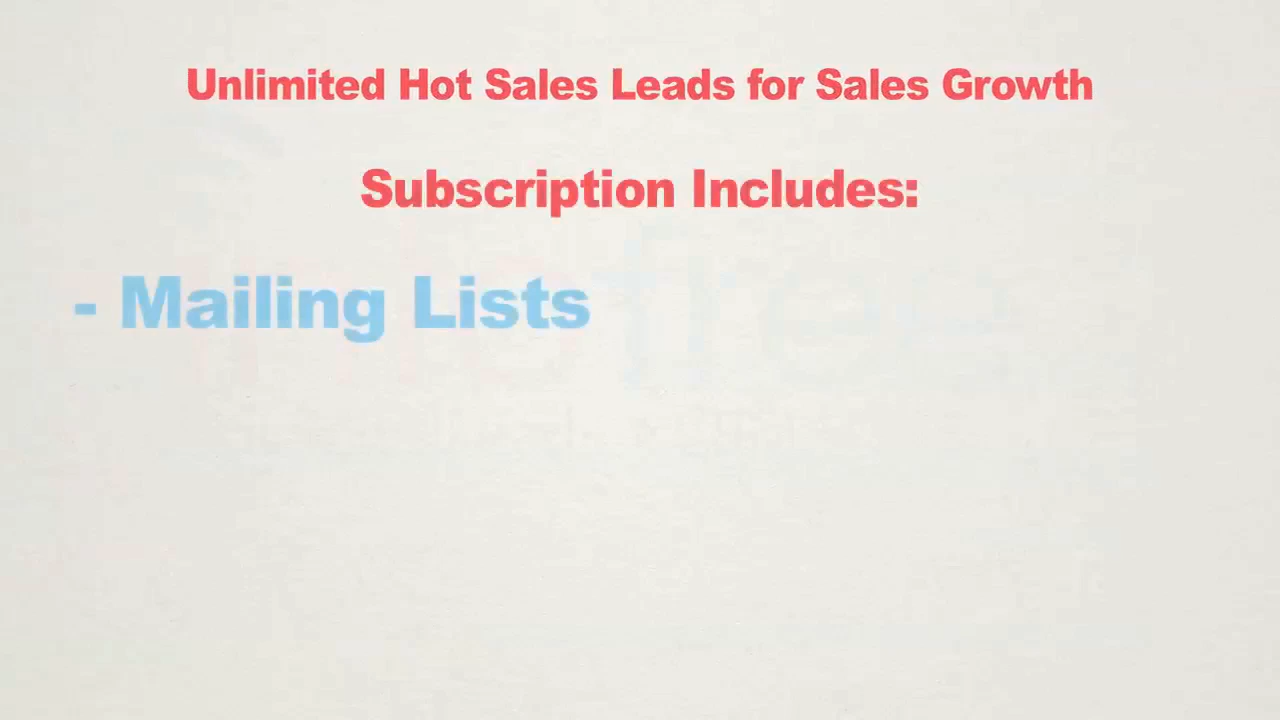 Unlimited Hot Sales Leads for Sales Growth
Subscription Includes:
- Mailing Lists